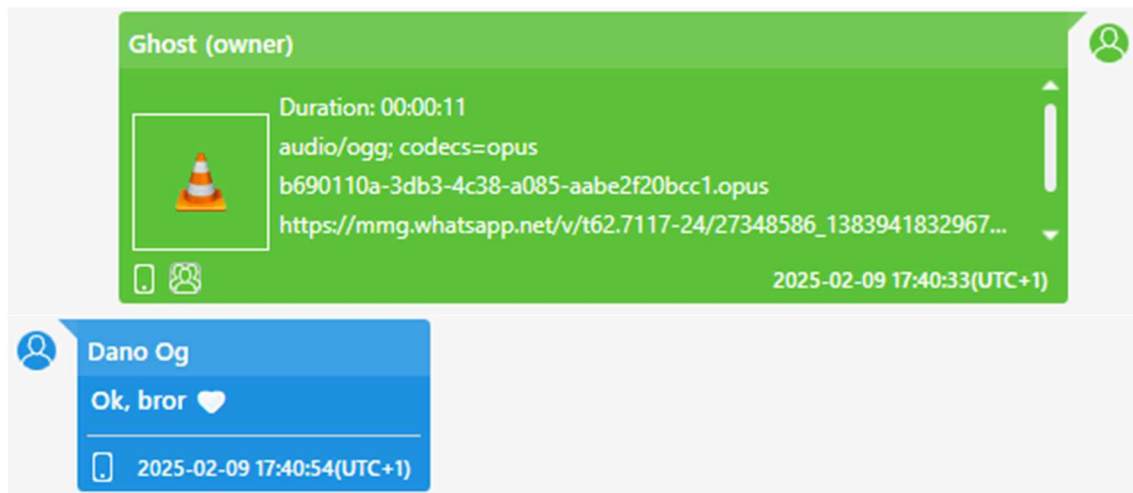 Ghost (owner)
Duration: 00:00:11
audio/ogg; codecs=opus
b690110a-3db3-4c38-a085-aabe2f20bcc1.opus
https://mmg.whatsapp.net/v/t62.7117-24/27348586_1383941832967...
2025-02-09 17:40:33(UTC+1)
Dano Og
Ok, bror 🤍
2025-02-09 17:40:54(UTC+1)